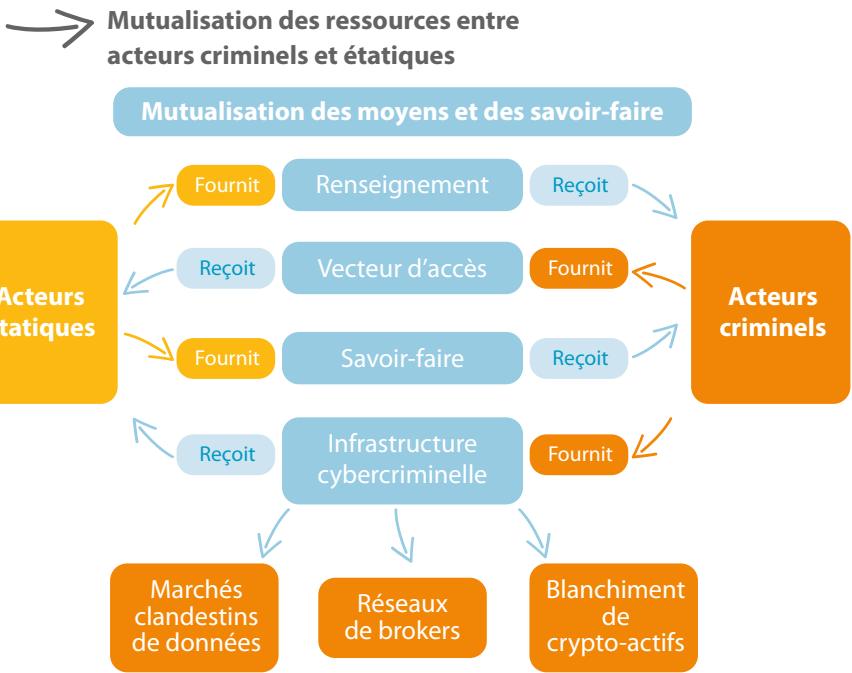 Mutualisation des ressources entre
acteurs criminels et étatiques
Mutualisation des moyens et des savoir-faire
Fournit
Renseignement
Reçoit
Reçoit
Vecteur d'accès
Fournit
Acteurs
tatiques
Acteurs
criminels
Fournit
Savoir-faire
Reçoit
Reçoit
Infrastructure
cybercriminelle
Fournit
Marchés
clandestins
de données
Réseaux
de brokers
Blanchiment
de
crypto-actifs